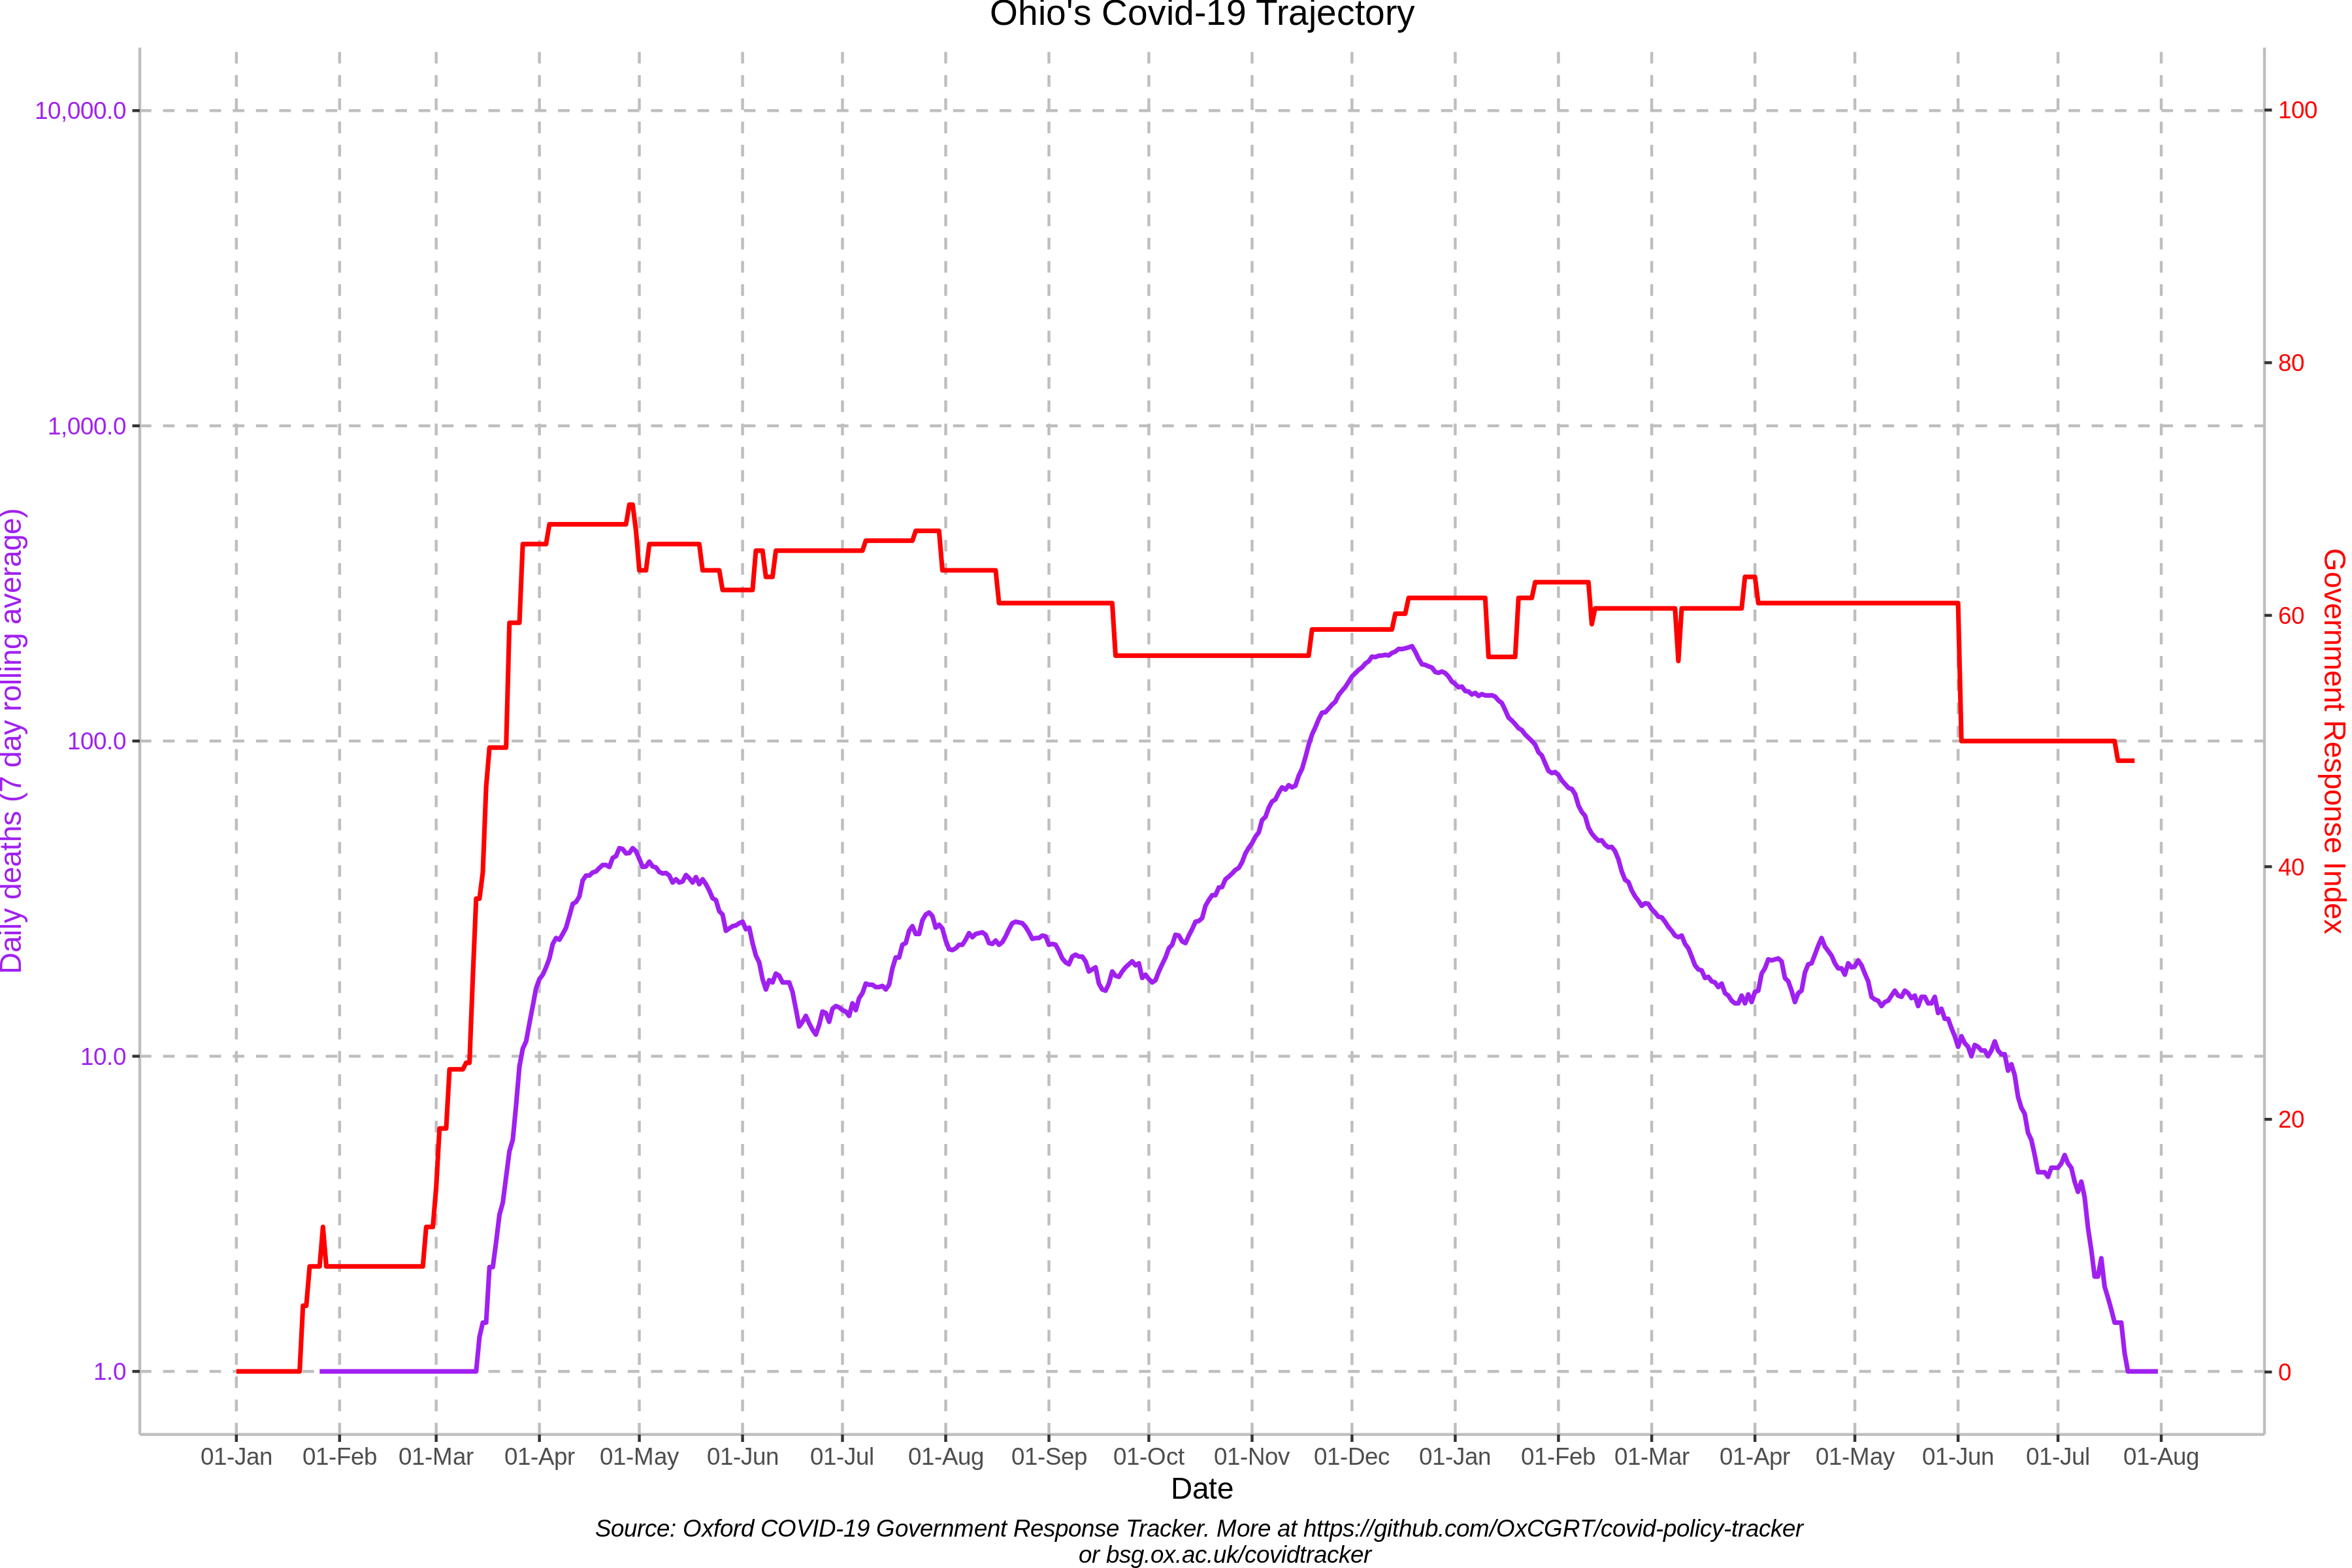 Ohio's Covid-19 Trajectory
10,000.0
1,000.0
100.0
10.0
1.0
Daily deaths (7 day rolling average)
100
80
60
40
20
0
Government Response Index
01-Jan 01-Feb 01-Mar 01-Apr 01-May 01-Jun 01-Jul 01-Aug 01-Sep 01-Oct 01-Nov 01-Dec 01-Jan 01-Feb 01-Mar 01-Apr 01-May 01-Jun 01-Jul 01-Aug
Date
Source: Oxford COVID-19 Government Response Tracker. More at https://github.com/OxCGRT/covid-policy-tracker
or bsg.ox.ac.uk/covidtracker